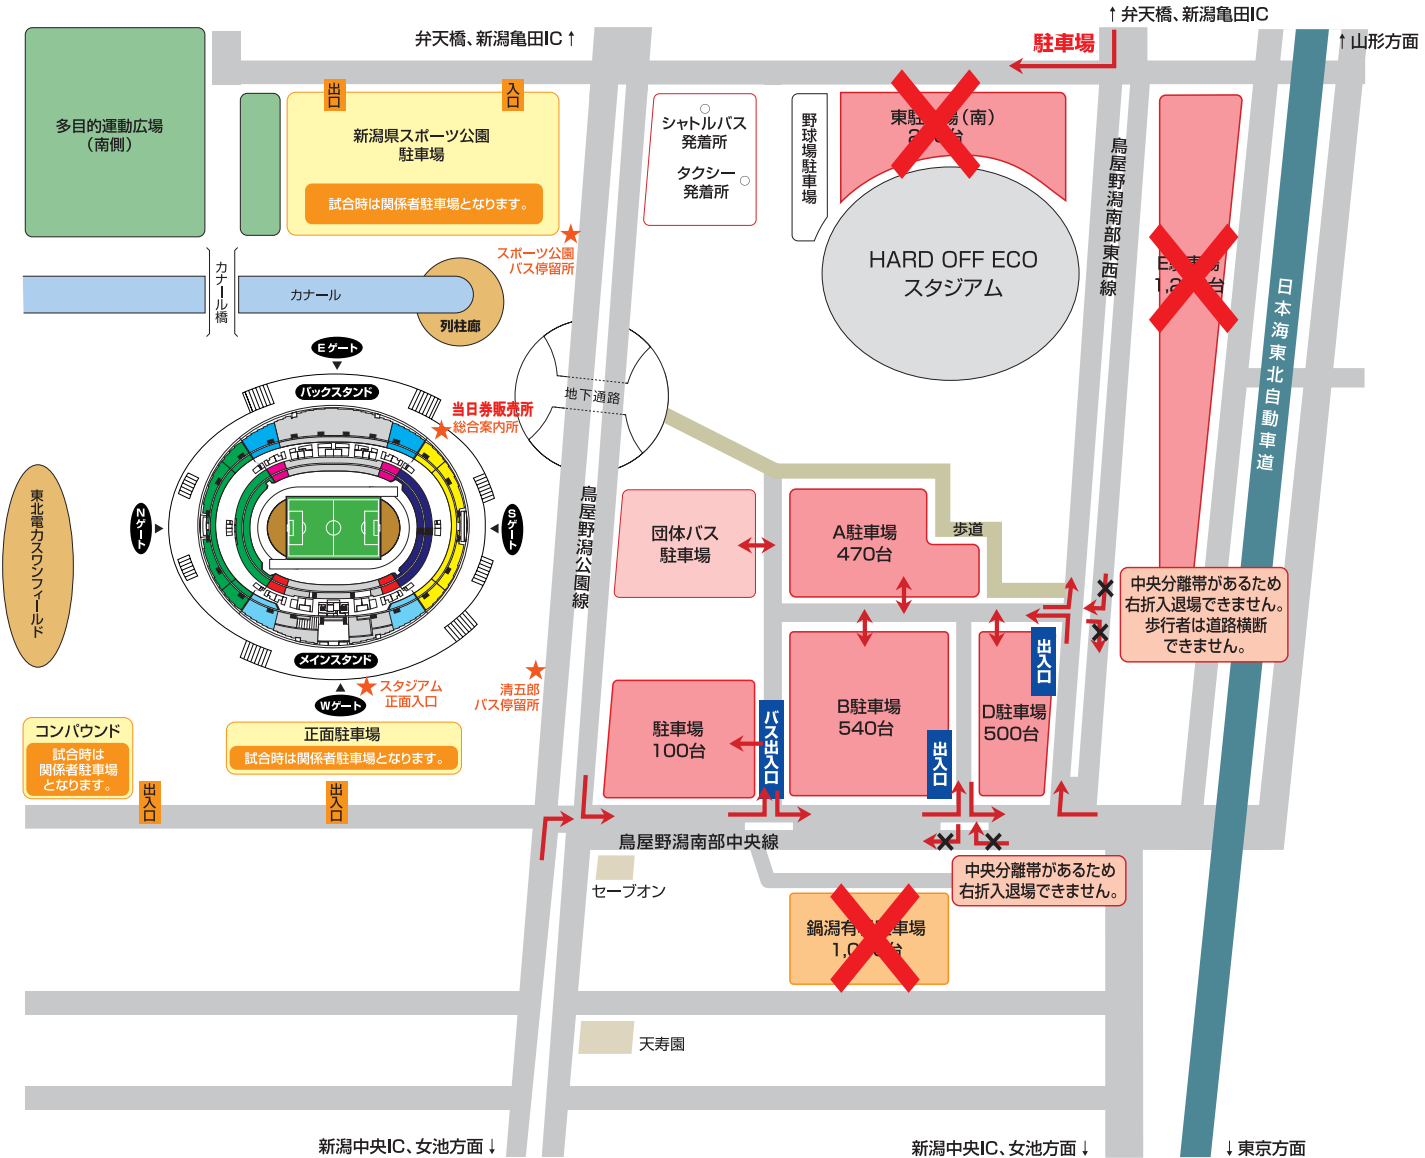 ↑弁天橋、新潟亀田IC
弁天橋、新潟亀田IC↑
駐車場
↑山形方面
多目的運動広場
（南側）
出口
入口
新潟県スポーツ公園
駐車場
試合時は関係者駐車場となります。
シャトルバス
発着所
タクシー
発着所
野球場駐車場
東駐 場（南）
台
HARD OFF ECO
スタジアム
鳥屋野潟南部東西線
E駐車場
1,2 台
日本海東北自動車道
スポーツ公園
バス停留所
カナール橋
カナール
列柱廊
Eゲート
バックスタンド
当日券販売所
総合案内所
地下通路
東北電力スワンフィールド
Nゲート
Sゲート
鳥屋野潟公園線
団体バス
駐車場
A駐車場
470台
歩道
中央分離帯があるため
右折入退場できません。
歩行者は道路横断
できません。
メインスタンド
Wゲート
スタジアム
正面入口
清五郎
バス停留所
出入口
駐車場
100台
バス出入口
B駐車場
540台
出入口
D駐車場
500台
コンパウンド
試合時は
関係者駐車場
となります。
正面駐車場
試合時は関係者駐車場となります。
出入口
出入口
鳥屋野潟南部中央線
セーブオン
中央分離帯があるため
右折入退場できません。
鍋潟有 車場
1,0 台
天寿園
新潟中央IC、女池方面↓
新潟中央IC、女池方面↓
↓東京方面